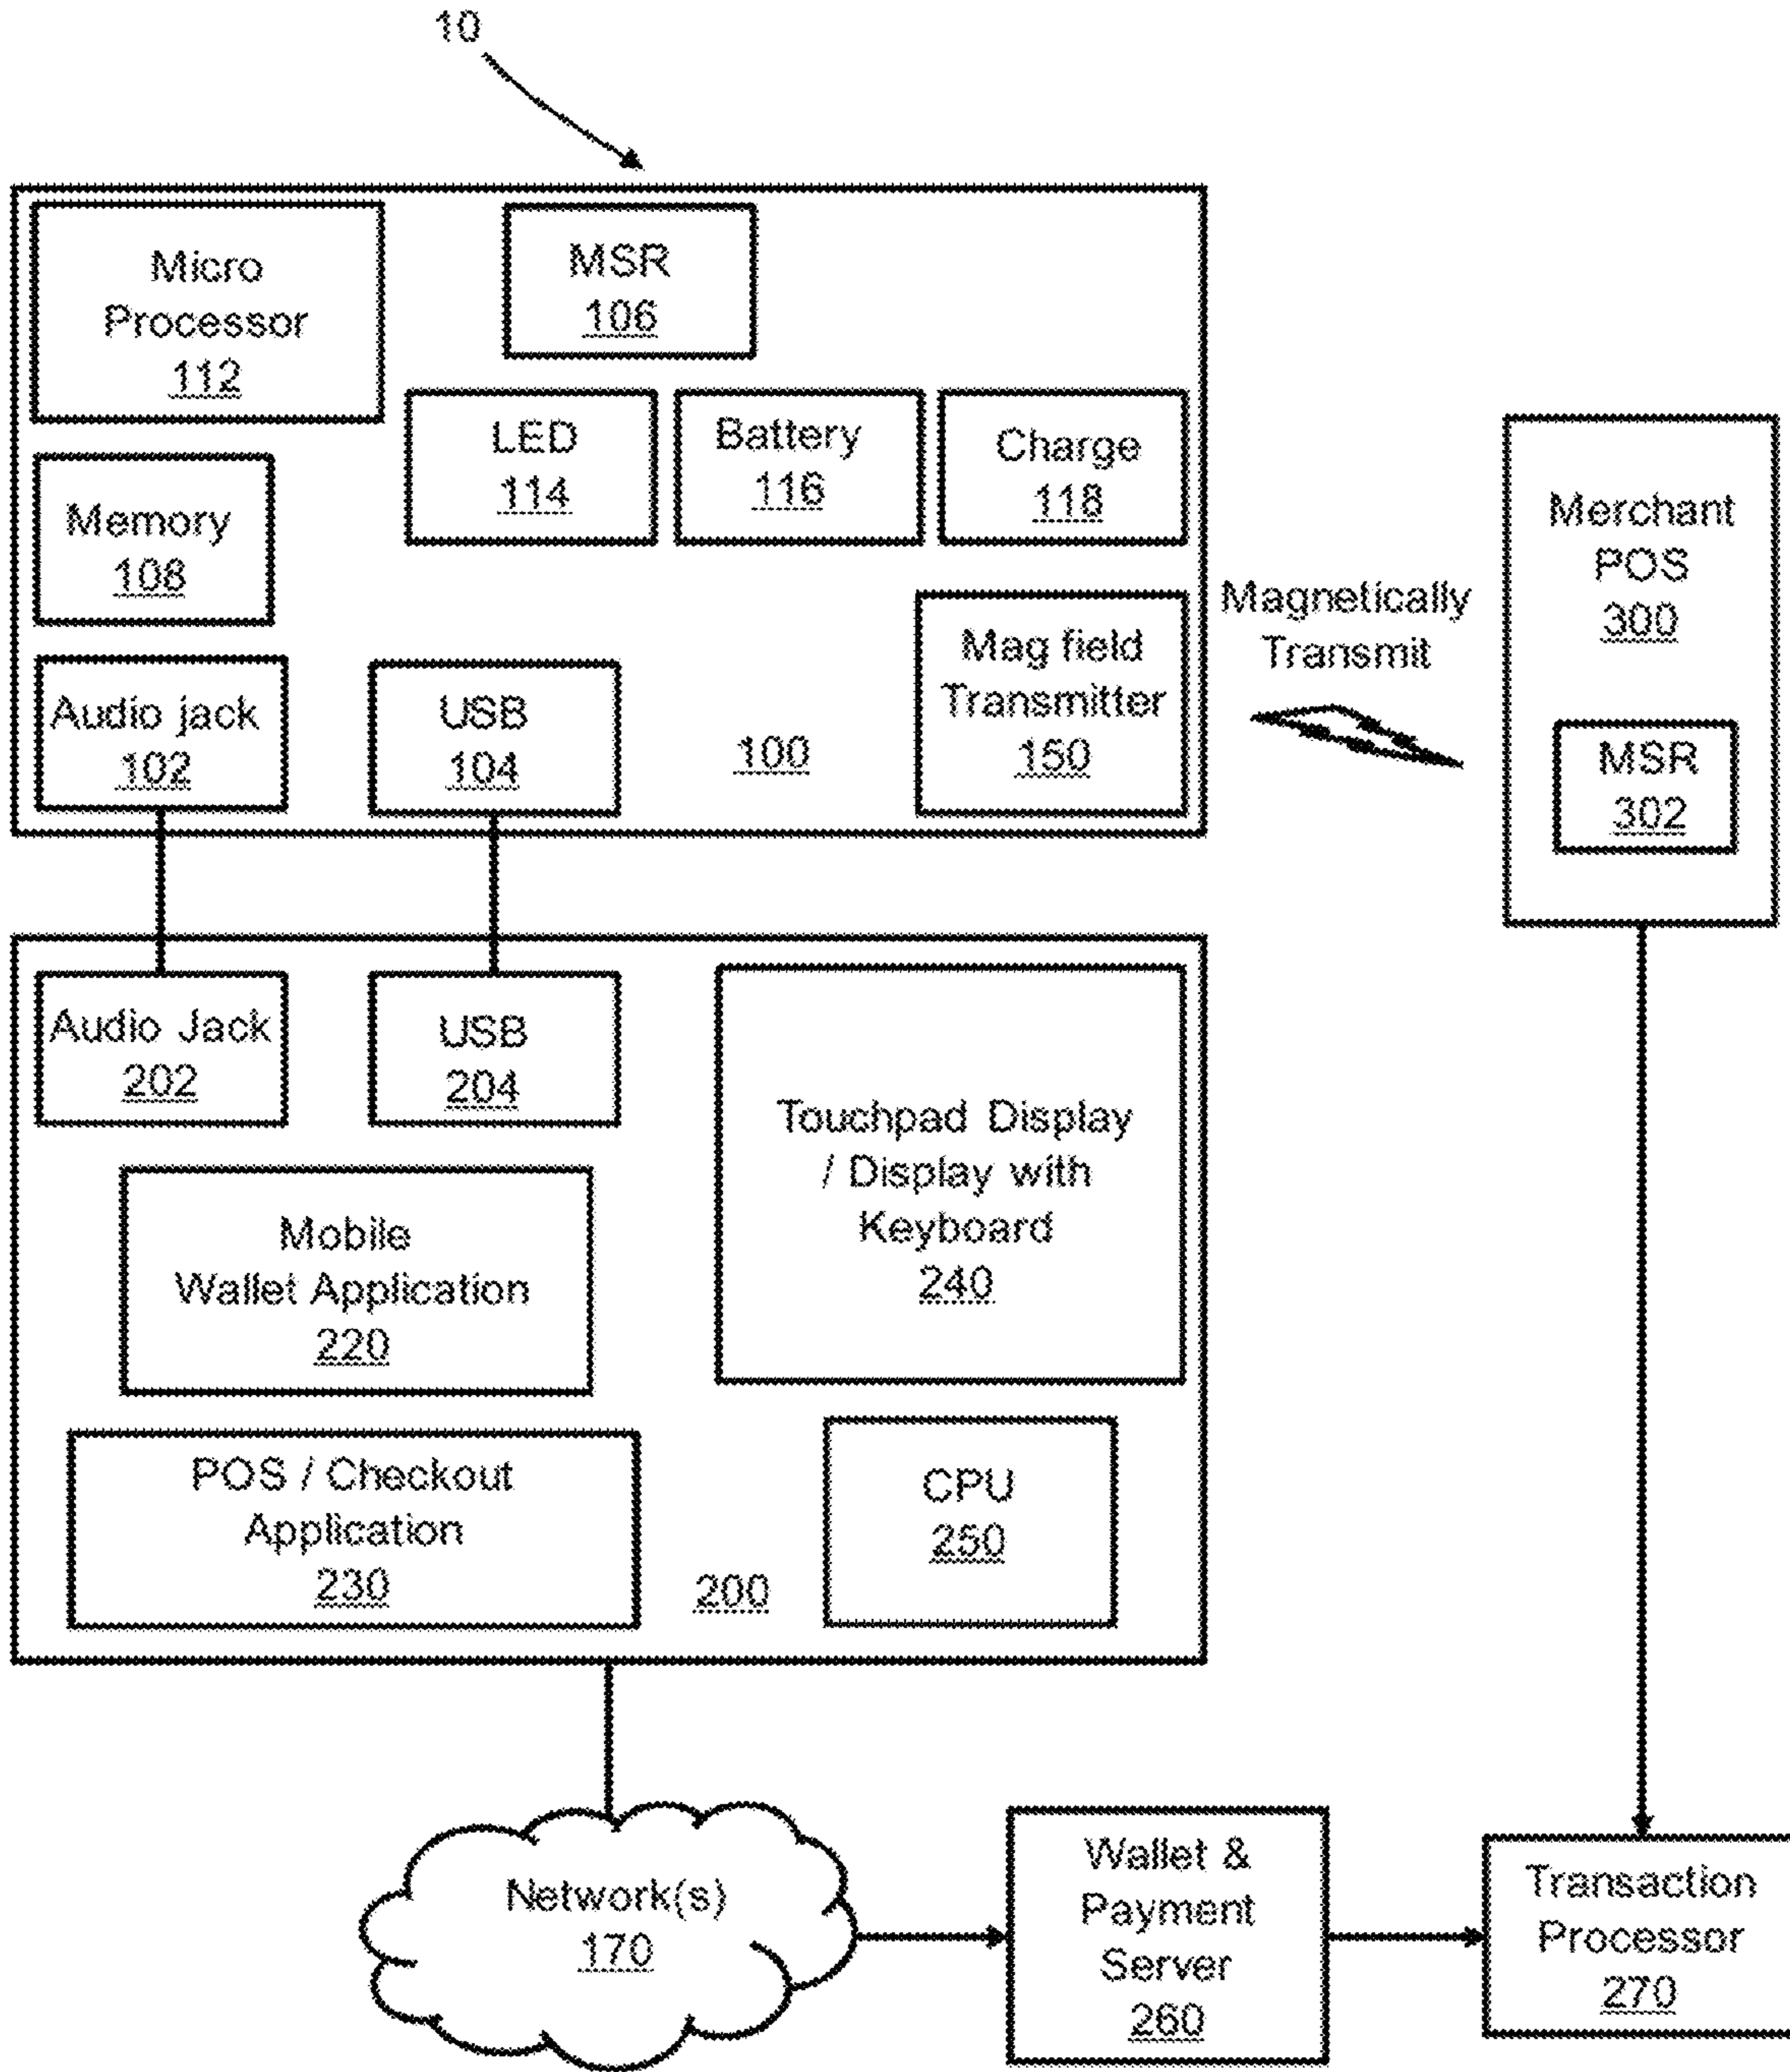 10
Micro
Processor
112
MSR
106
LED
114
Battery
116
Charge
118
Memory
108
Audio jack
102
USB
104
100
Mag field
Transmitter
150
Magnetically
Transmit
Merchant
POS
300
MSR
302
Audio Jack
202
USB
204
Touchpad Display
/ Display with
Keyboard
240
Mobile
Wallet Application
220
POS / Checkout
Application
230
200
CPU
250
Network(s)
170
Wallet &
Payment
Server
260
Transaction
Processor
270